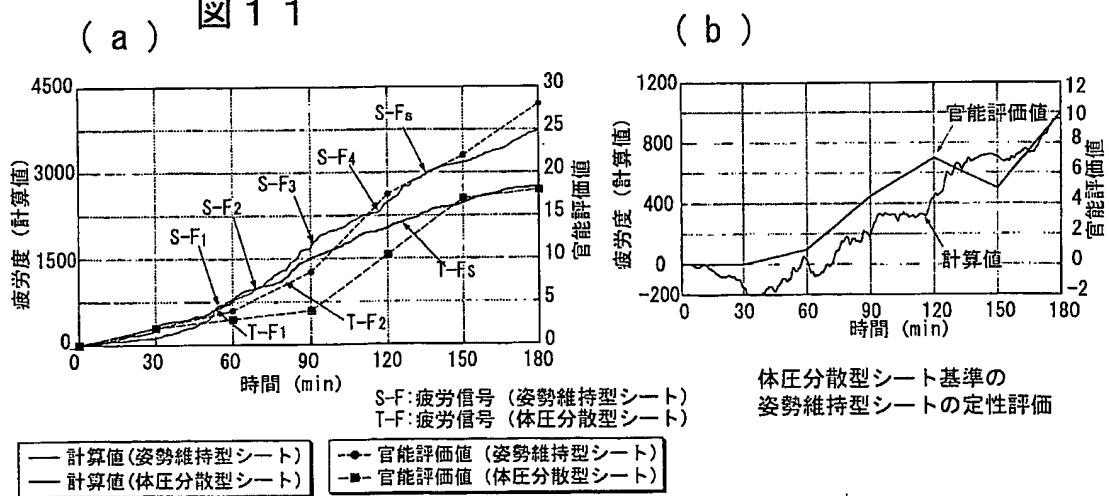 図11
(a)
4500
3000
1500
0
疲労度 (計算値)
30
25
20
15
10
5
0
官能評価値
0 30 60 90 120 150 180
時間 (min)
S-F1
S-F2
S-F3
S-F4
S-Fs
T-F1
T-F2
T-Fs
S-F:疲労信号 (姿勢維持型シート)
T-F:疲労信号 (体圧分散型シート)
計算値(姿勢維持型シート)
計算値(体圧分散型シート)
官能評価値 (姿勢維持型シート)
官能評価値 (体圧分散型シート)
(b)
1200
800
400
0
-200
疲労度 (計算値)
12
10
8
6
4
2
0
-2
官能評価値
0 30 60 90 120 150 180
時間 (min)
官能評価値
計算値
体圧分散型シート基準の
姿勢維持型シートの定性評価